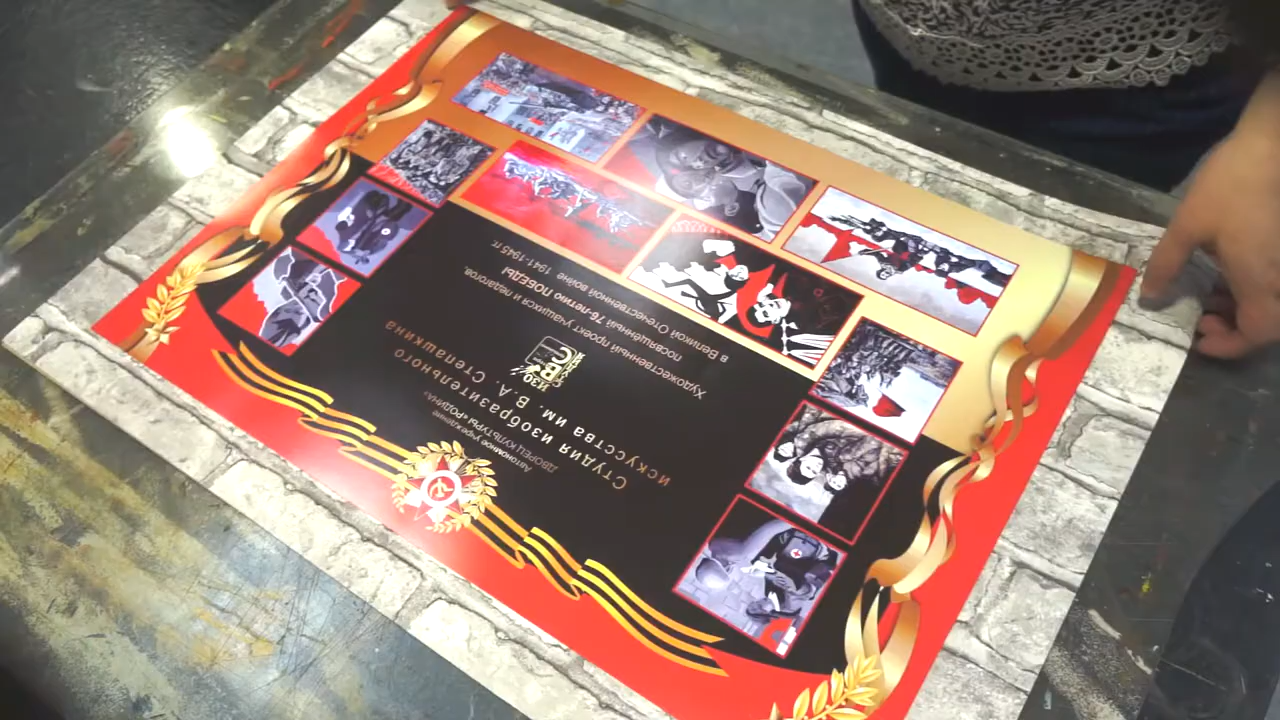 Автономное учреждение
ДВОРЕЦ КУЛЬТУРЫ «РОДИНА»
Студия изобразительного
искусства им. В.А. Степашкина
ИЗО
Художественный проект учащихся и педагогов,
посвящённый 76-летию ПОБЕДЫ
в Великой Отечественной войне 1941-1945 гг.